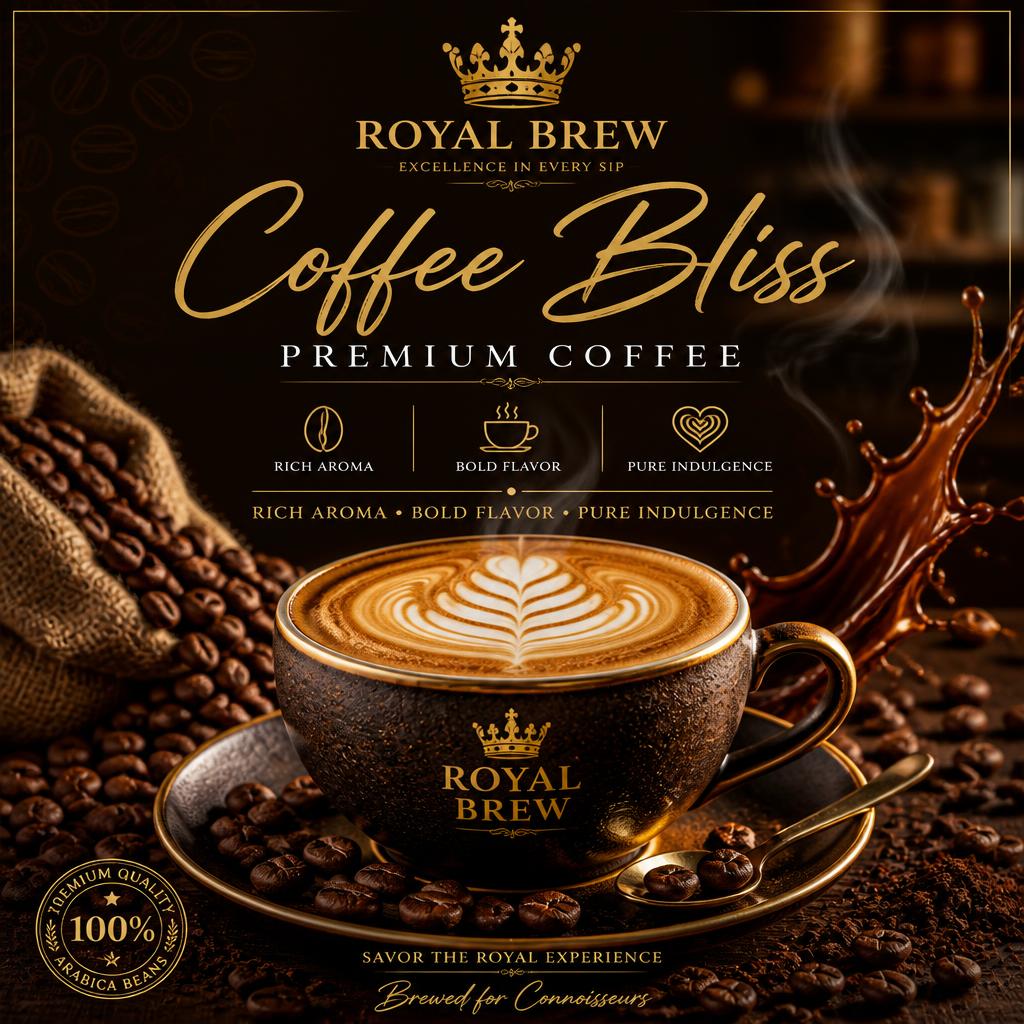 ROYAL BREW
EXCELLENCE IN EVERY SIP
Coffee Bliss
PREMIUM COFFEE
RICH AROMA
BOLD FLAVOR
PURE INDULGENCE
RICH AROMA • BOLD FLAVOR • PURE INDULGENCE
ROYAL
BREW
QUALITY
100%
ARABICA BEANS
SAVOR THE ROYAL EXPERIENCE
Brewed for Connoisseurs